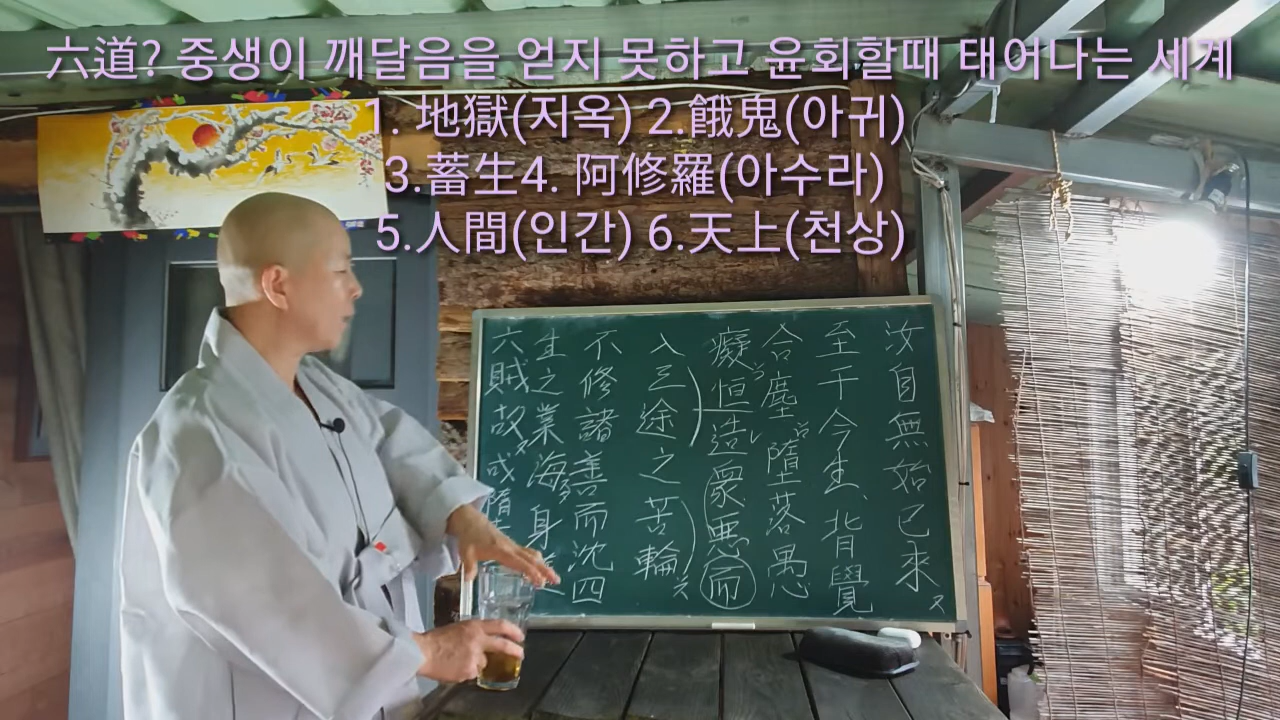 六道? 중생이 깨달음을 얻지 못하고 윤회할때 태어나는 세계
1. 地獄(지옥) 2.餓鬼(아귀)
3.蓄生4. 阿修羅(아수라)
5.人間(인간) 6.天上(천상)
汝自無始已來
至于今生背覺
合塵墮落愚
癡恒造衆惡而
入三途之苦輪
不修諸善而沈四
生之業海身
六賊故或墮